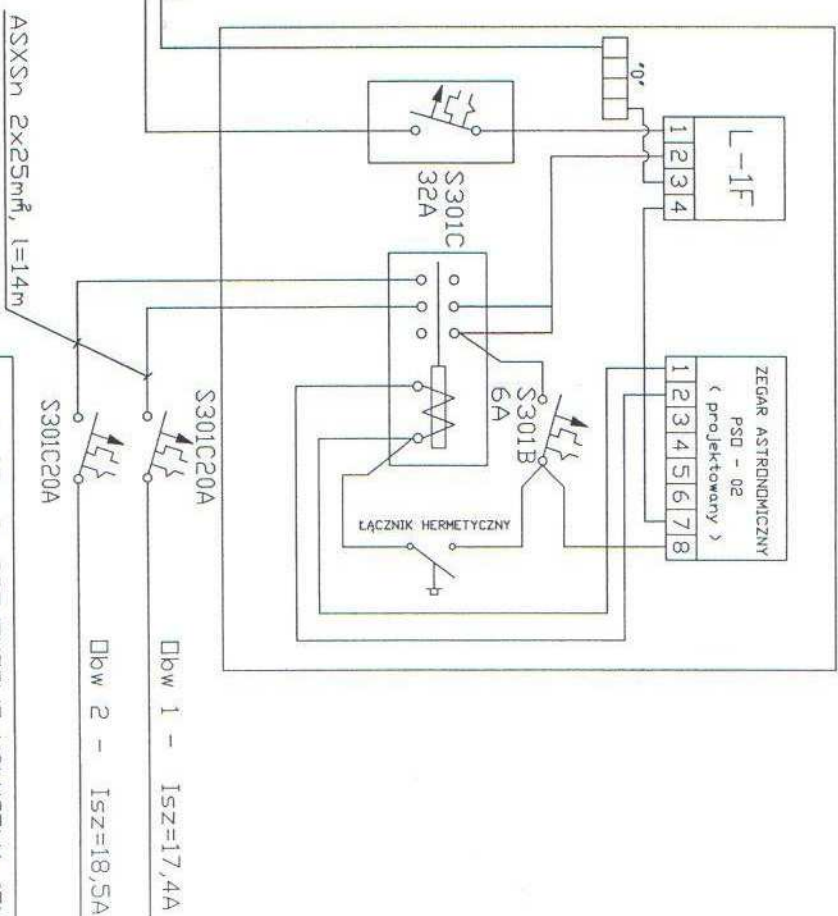 ASXSn 2x25mm², l=14m
"0"
L-1F
1 2 3 4
S301C
32A
ZEGAR ASTRONOMICZNY
PSO - 02
( projektowany )
1 2 3 4 5 6 7 8
S301B
6A
ŁĄCZNIK HERMETYCZNY
S301C20A
S301C20A
Obw 1 - Isz=17,4A
Obw 2 - Isz=18,5A